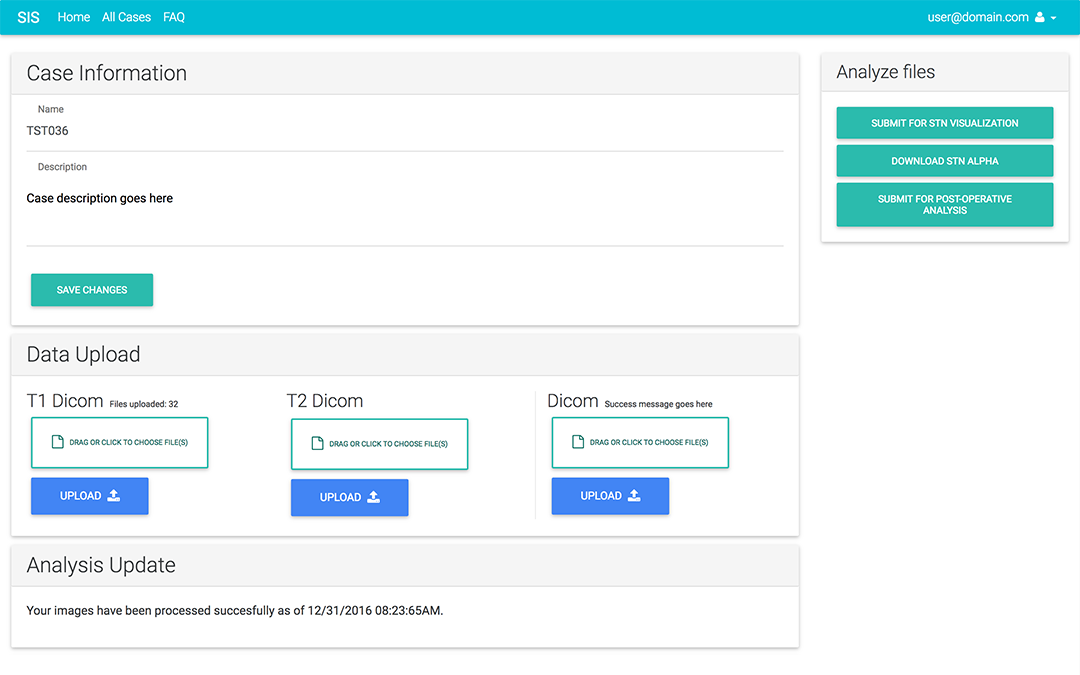 SIS Home All Cases FAQ user@domain.com
Case Information
Name
TST036
Description
Case description goes here
SAVE CHANGES
Data Upload
T1 Dicom Files uploaded: 32
DRAG OR CLICK TO CHOOSE FILE(S)
UPLOAD
T2 Dicom
DRAG OR CLICK TO CHOOSE FILE(S)
UPLOAD
Dicom Success message goes here
DRAG OR CLICK TO CHOOSE FILE(S)
UPLOAD
Analysis Update
Your images have been processed succesfully as of 12/31/2016 08:23:65AM.
Analyze files
SUBMIT FOR STN VISUALIZATION
DOWNLOAD STN ALPHA
SUBMIT FOR POST-OPERATIVE
ANALYSIS